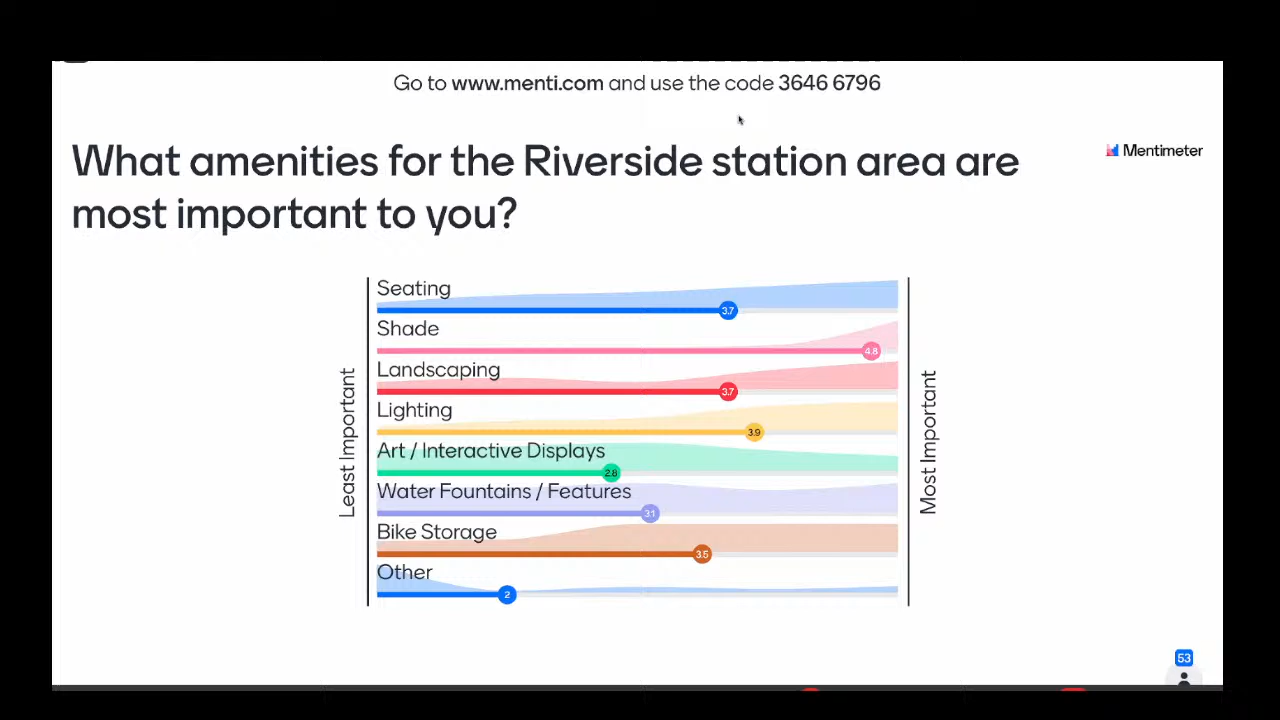 Go to www.menti.com and use the code 3646 6796
What amenities for the Riverside station area are
most important to you?
Mentimeter
Least Important
Seating
3.7
Shade
4.8
Landscaping
3.7
Lighting
3.9
Art / Interactive Displays
2.8
Water Fountains / Features
3.1
Bike Storage
3.5
Other
2
Most Important
53